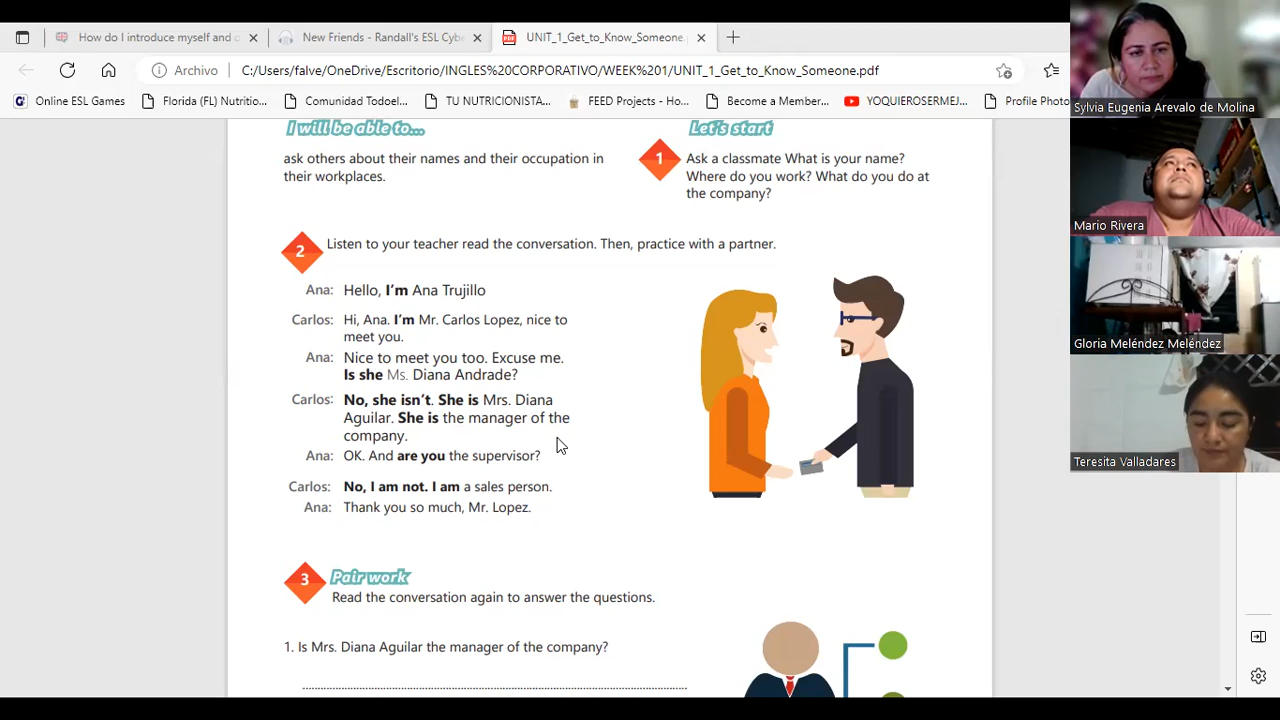 How do I introduce myself and o
New Friends - Randall's ESL Cybe
UNIT_1_Get_to_Know_Someone.
Archivo
C:/Users/falve/OneDrive/Escritorio/INGLES%20CORPORATIVO/WEEK%201/UNIT_1_Get_to_Know_Someone.pdf
Online ESL Games
Florida (FL) Nutritio...
Comunidad Todoel...
TU NUTRICIONISTA...
FEED Projects - Ho...
Become a Member...
YOQUIEROSERMEJ...
Profile Photo
I will be able to...
ask others about their names and their occupation in
their workplaces.
Let's start
1
Ask a classmate What is your name?
Where do you work? What do you do at
the company?
2
Listen to your teacher read the conversation. Then, practice with a partner.
Ana: Hello, I'm Ana Trujillo
Carlos: Hi, Ana. I'm Mr. Carlos Lopez, nice to
meet you.
Ana: Nice to meet you too. Excuse me.
Is she Ms. Diana Andrade?
Carlos: No, she isn't. She is Mrs. Diana
Aguilar. She is the manager of the
company.
Ana: OK. And are you the supervisor?
Carlos: No, I am not. I am a sales person.
Ana: Thank you so much, Mr. Lopez.
3
Pair work
Read the conversation again to answer the questions.
1. Is Mrs. Diana Aguilar the manager of the company?
Sylvia Eugenia Arevalo de Molina
Mario Rivera
Gloria Meléndez Meléndez
Teresita Valladares